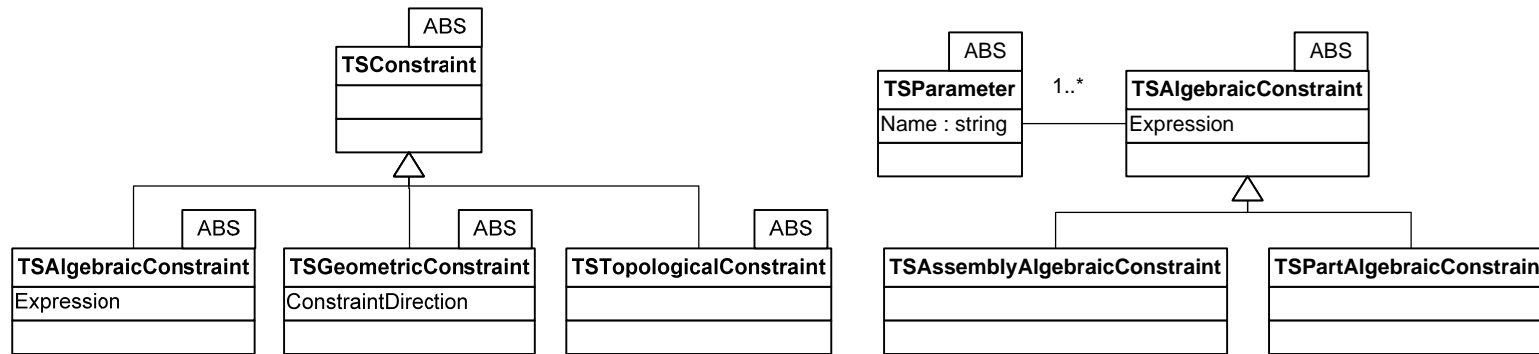 ABS
TSConstraint
ABS
TSAlgebraicConstraint
Expression
ABS
TSGeometricConstraint
ConstraintDirection
ABS
TSTopologicalConstraint
ABS
TSParameter
Name : string
1..*
ABS
TSAlgebraicConstraint
Expression
TSAssemblyAlgebraicConstraint
TSPartAlgebraicConstrain